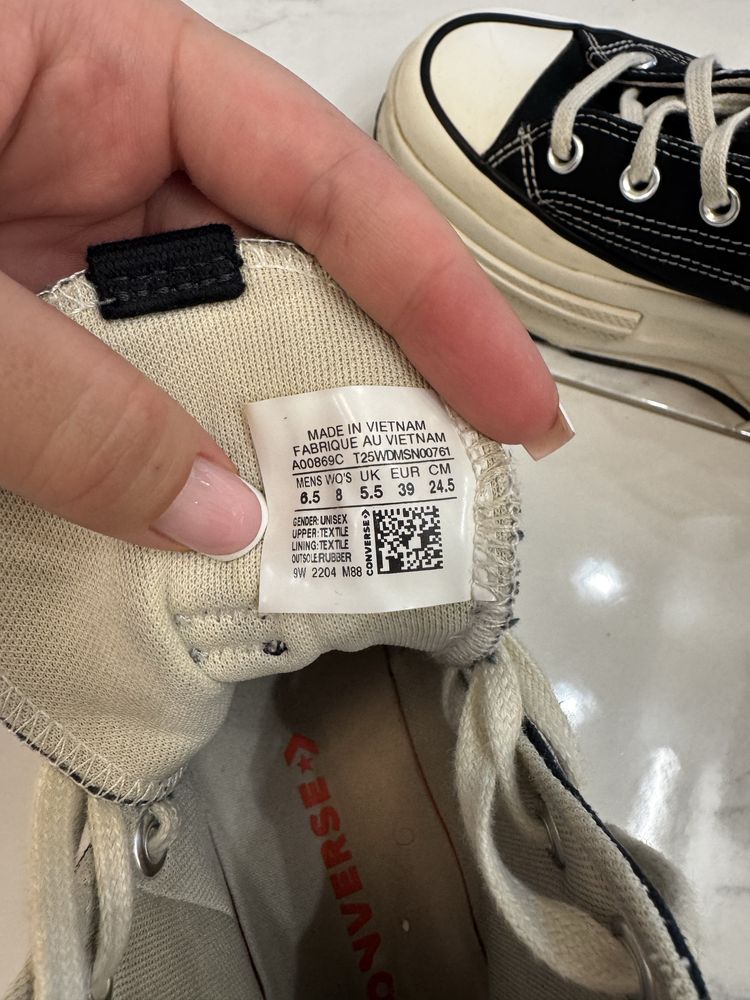 MADE IN VIETNAM
FABRIQUE AU VIETNAM
A00869C T25WDMSN00761
MENS WO'S UK EUR CM
6.5 8 5.5 39 24.5
GENDER: UNISEX
UPPER: TEXTILE
LINING: TEXTILE
OUTSOLE: RUBBER
9W 2204 M88
CONVERSE
CONVERSE